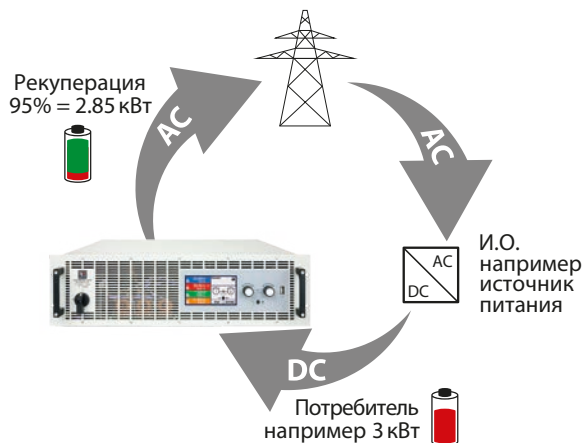 Рекуперация
95% = 2.85 кВт
AC
AC
AC
DC
И.О.
например
источник
питания
DC
Потребитель
например 3 кВт